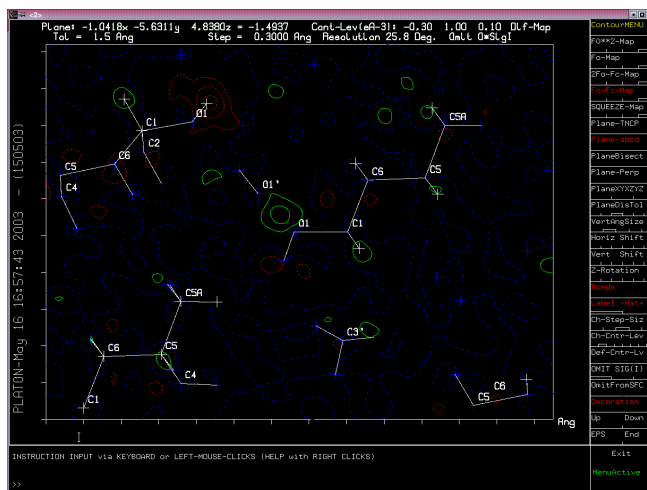 Plane: -1.0418x -5.6311y 4.8380z = -1.4937 Cont-Lev(eA-3): -0.30 1.00 0.10 Dif-Map
Tol = 1.5 Ang Step = 0.3000 Ang Resolution 25.8 Deg. Omit 0*SigI
PLATON-May 16 16:57:43 2003 - (150503)
C1
O1
C2
C6
C5
C4
O1'
C5A
C6
C5
O1
C1
C5A
C6
C5
C4
C1
C3"
C6
C5
Ang
ContourMENU
FO**2-Map
Fo-Map
2Fo-Fc-Map
Fo-Fc-Map
SQUEEZE-Map
Plane-TNCP
Plane-abcd
PlaneBisect
Plane-Perp
PlaneXYXZYZ
PlaneDisTol
VertAngSize
Horiz Shift
Vert Shift
Z-Rotation
Bonds
Label -Hat+
Ch-Step-Siz
Ch-Cntr-Lev
Def-Cntr-Lv
OMIT SIG(I)
OmitFromSFC
Decoration
Up Down
EPS End
Exit
MenuActive
INSTRUCTION INPUT via KEYBOARD or LEFT-MOUSE-CLICKS (HELP with RIGHT CLICKS)
>>